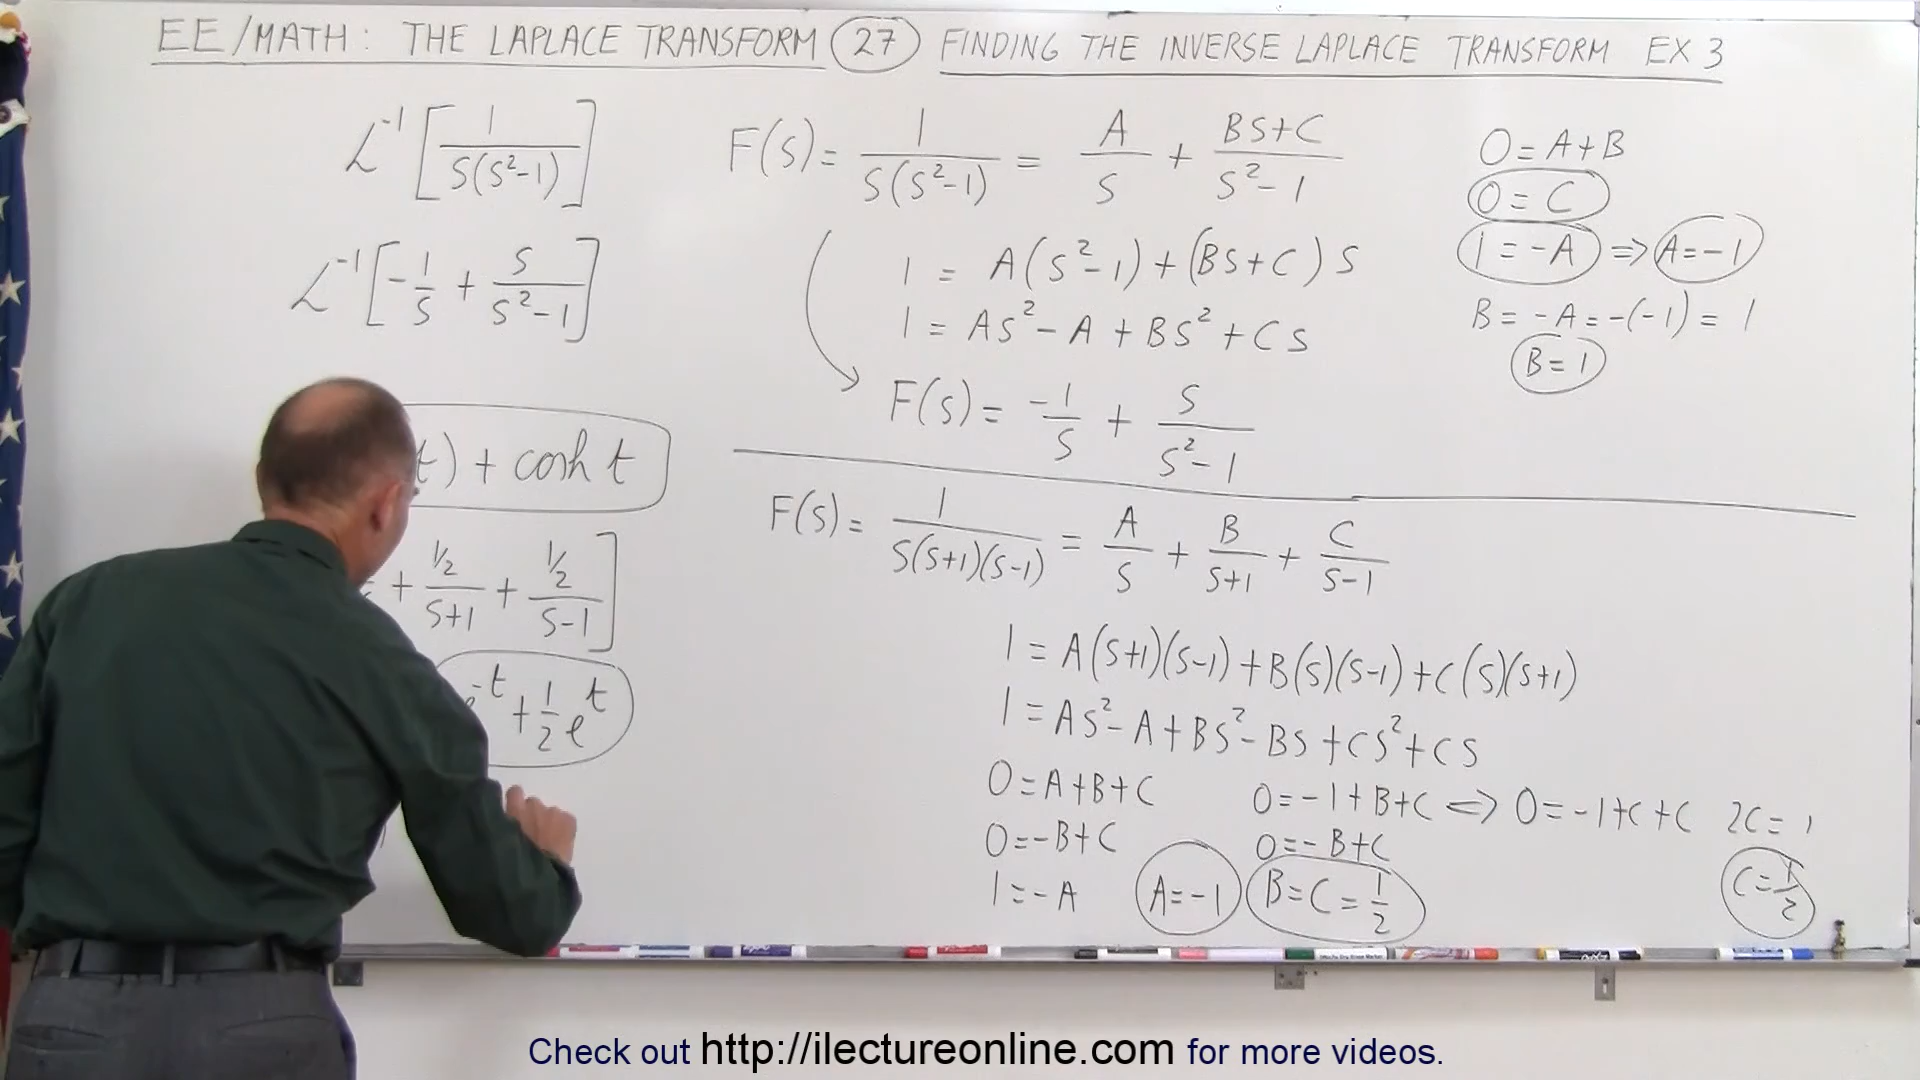 EE/MATH: THE LAPLACE TRANSFORM 27 FINDING THE INVERSE LAPLACE TRANSFORM EX 3
L⁻¹[1/(S(S²-1))]
L⁻¹[-1/S + S/(S²-1)]
t) + cosh t
+ ½/(S+1) + ½/(S-1)]
e⁻ᵗ + 1/2 eᵗ
F(S) = 1/(S(S²-1)) = A/S + (BS+C)/(S²-1)
1 = A(S²-1) + (BS+C)S
1 = AS² - A + BS² + CS
F(S) = -1/S + S/(S²-1)
0 = A+B
0 = C
1 = -A ⇒ A = -1
B = -A = -(-1) = 1
B = 1
F(S) = 1/(S(S+1)(S-1)) = A/S + B/(S+1) + C/(S-1)
1 = A(S+1)(S-1) + B(S)(S-1) + C(S)(S+1)
1 = AS² - A + BS² - BS + CS² + CS
0 = A+B+C 0 = -1+B+C ⇔ 0 = -1+C+C 2C = 1
0 = -B+C 0 = -B+C
1 = -A A = -1 B = C = 1/2 C = 1/2
Check out http://ilectureonline.com for more videos.